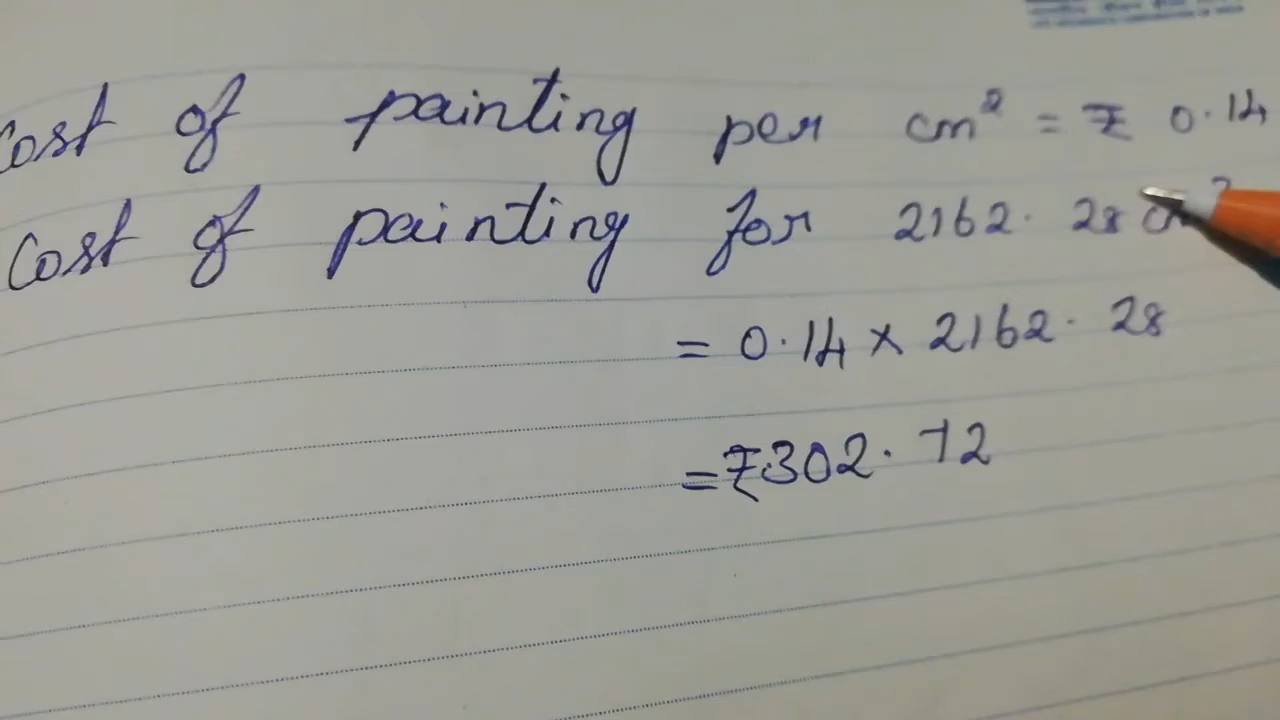 Cost of painting per cm² = ₹ 0.14
Cost of painting for 2162.28
= 0.14 × 2162.28
= ₹302.72